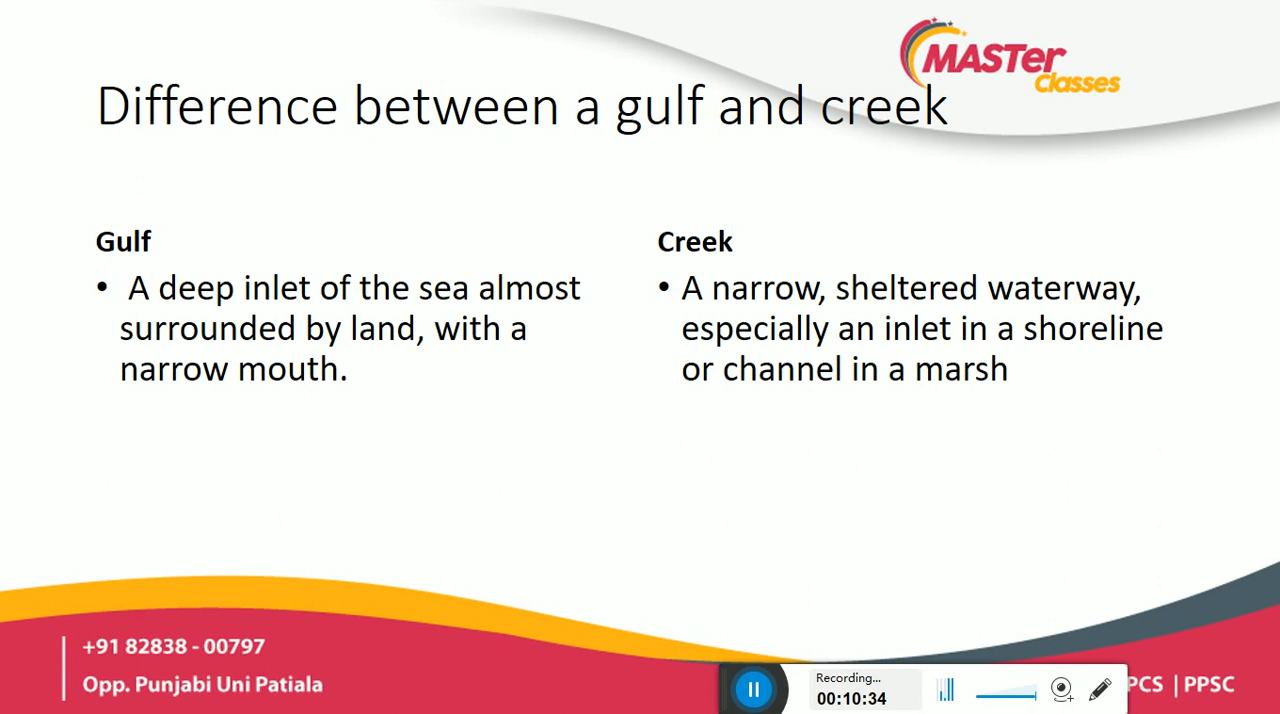 MASTer
Classes
Difference between a gulf and creek
Gulf
• A deep inlet of the sea almost
surrounded by land, with a
narrow mouth.
Creek
• A narrow, sheltered waterway,
especially an inlet in a shoreline
or channel in a marsh
+91 82838 - 00797
Opp. Punjabi Uni Patiala
Recording...
00:10:34
PCS | PPSC